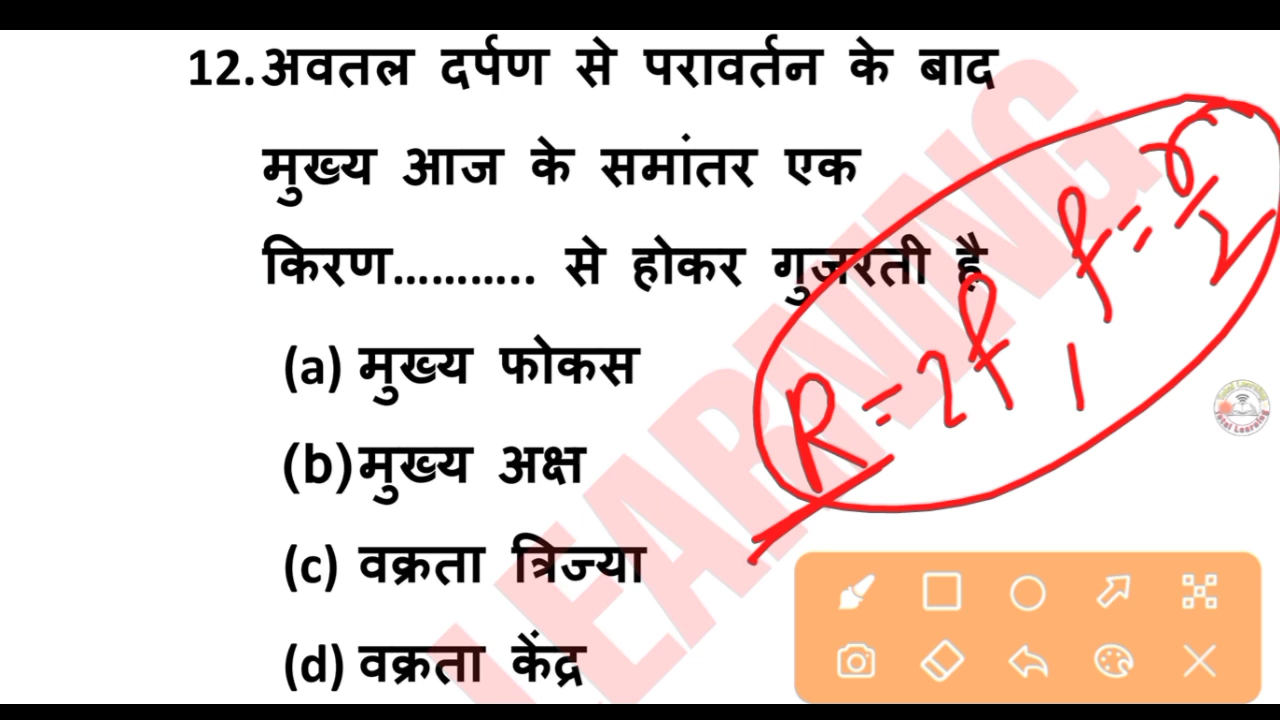 12. अवतल दर्पण से परावर्तन के बाद
मुख्य आज के समांतर एक
किरण……….. से होकर गुजरती है
(a) मुख्य फोकस
(b) मुख्य अक्ष
(c) वक्रता त्रिज्या
(d) वक्रता केंद्र
R = 2f
LEARNING